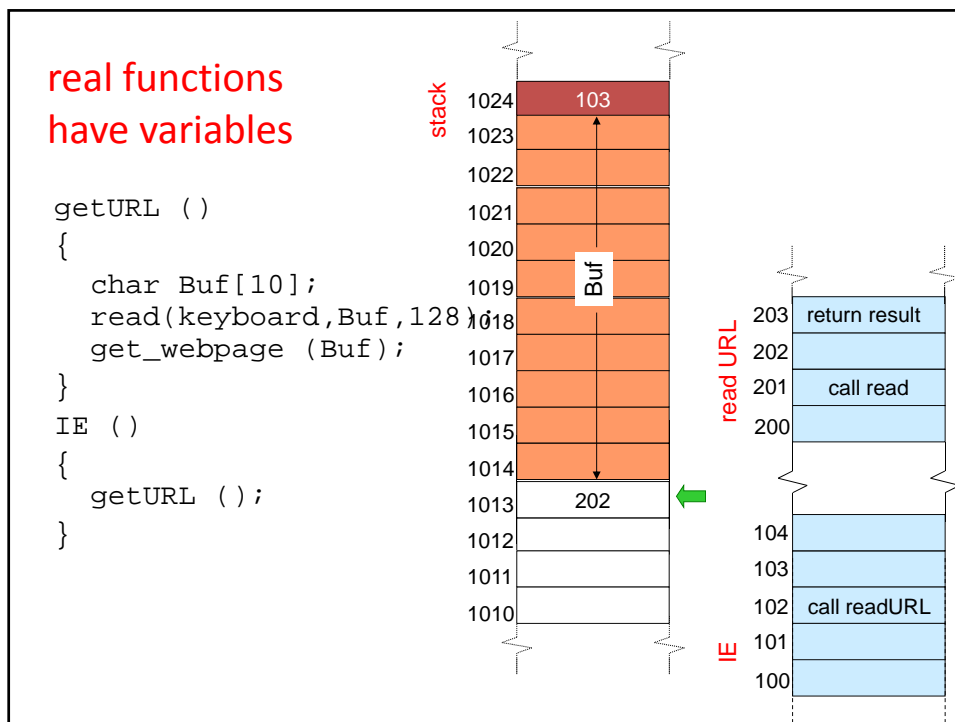 real functions
have variables
getURL ()
{
char Buf[10];
read(keyboard,Buf,128);
get_webpage (Buf);
}
IE ()
{
getURL ();
}
stack
1024 103
1023
1022
1021
1020
1019
1018
1017
1016
1015
1014
Buf
1013 202
1012
1011
1010
read URL
203 return result
202
201 call read
200
IE
104
103
102 call readURL
101
100